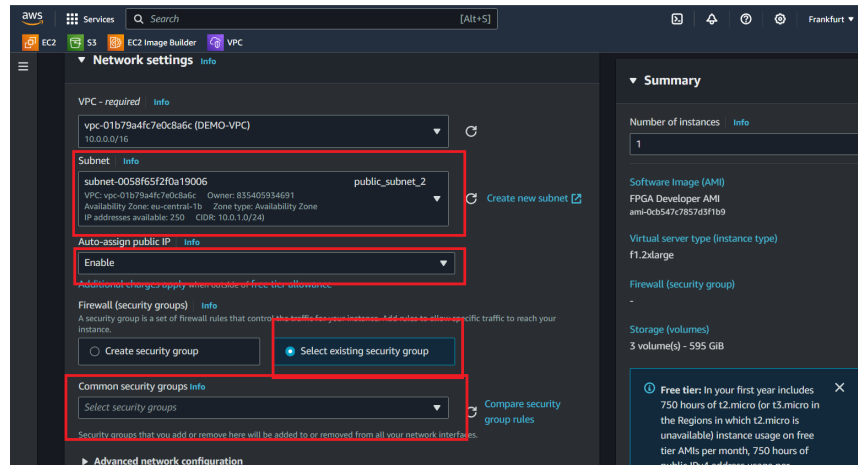 aws
Services
Search
[Alt+S]
Frankfurt
EC2
S3
EC2 Image Builder
VPC
Network settings Info
VPC - required Info
vpc-01b79a4fc7e0c8a6c (DEMO-VPC)
10.0.0.0/16
Subnet Info
subnet-0058f65f2f0a19006 public_subnet_2
VPC: vpc-01b79a4fc7e0c8a6c Owner: 835405934691
Availability Zone: eu-central-1b Zone type: Availability Zone
IP addresses available: 250 CIDR: 10.0.1.0/24)
Create new subnet
Auto-assign public IP Info
Enable
Additional charges apply when outside of free tier allowance
Firewall (security groups) Info
A security group is a set of firewall rules that control the traffic for your instance. Add rules to allow specific traffic to reach your
instance.
Create security group
Select existing security group
Common security groups Info
Select security groups
Compare security
group rules
Security groups that you add or remove here will be added to or removed from all your network interfaces.
Advanced network configuration
Summary
Number of instances Info
1
Software Image (AMI)
FPGA Developer AMI
ami-0cb547c7857d3f1b9
Virtual server type (instance type)
f1.2xlarge
Firewall (security group)
-
Storage (volumes)
3 volume(s) - 595 GiB
Free tier: In your first year includes
750 hours of t2.micro (or t3.micro in
the Regions in which t2.micro is
unavailable) instance usage on free
tier AMIs per month, 750 hours of
public IPv4 address usage per